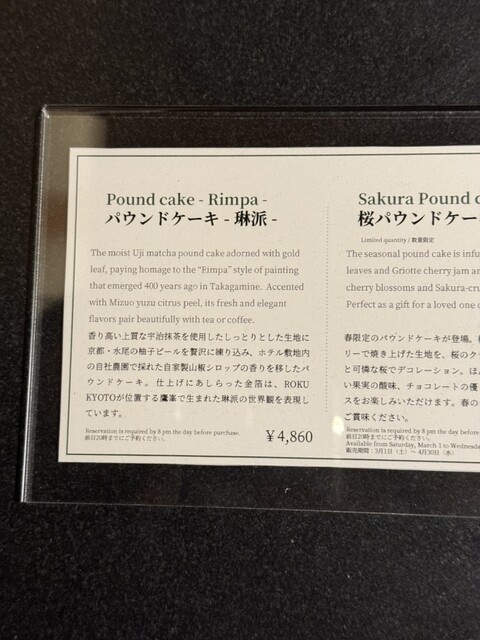 Pound cake - Rimpa -
パウンドケーキ - 琳派 -
The moist Uji matcha pound cake adorned with gold
leaf, paying homage to the “Rimpa” style of painting
that emerged 400 years ago in Takagamine. Accented
with Mizuo yuzu citrus peel, its fresh and elegant
flavors pair beautifully with tea or coffee.
香り高い上質な宇治抹茶を使用したしっとりとした生地に
京都・水尾の柚子ピールを贅沢に練り込み、ホテル敷地内
の自社農園で採れた自家製山椒シロップの香りを移したパ
ウンドケーキ。仕上げにあしらった金箔は、ROKU
KYOTOが位置する鷹峯で生まれた琳派の世界観を表現し
ています。
Reservation is required by 8 pm the day before purchase.
前日20時までにご予約ください。
¥4,860
Sakura Pound
桜パウンドケー
Limited quantity / 数量限定
The seasonal pound cake is infu
leaves and Griotte cherry jam a
cherry blossoms and Sakura-cru
Perfect as a gift for a loved one
春限定のパウンドケーキが登場。
リーで焼き上げた生地を、桜のク
と可憐な桜でデコレーション。ほ
い果実の酸味、チョコレートの優
スをお楽しみいただけます。春の
ご賞味ください。
Reservation is required by 8 pm the day before
前日20時までにご予約ください。
Available from Saturday, March 1 to Wednesda
販売期間：3月1日（土）～ 4月30日（水）